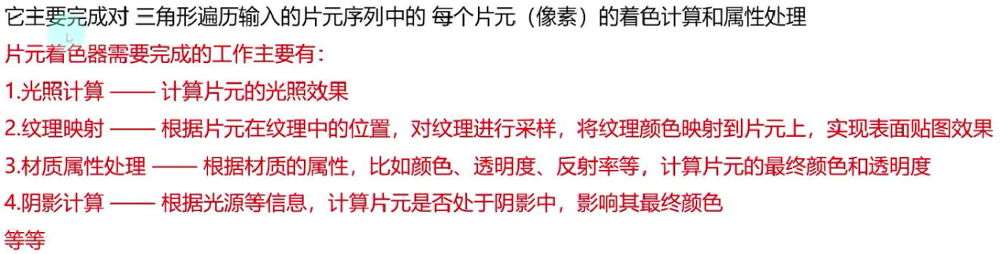 它主要完成对 三角形遍历输入的片元序列中的 每个片元（像素）的着色计算和属性处理
片元着色器需要完成的工作主要有：
1.光照计算 —— 计算片元的光照效果
2.纹理映射 —— 根据片元在纹理中的位置，对纹理进行采样，将纹理颜色映射到片元上，实现表面贴图效果
3.材质属性处理 —— 根据材质的属性，比如颜色、透明度、反射率等，计算片元的最终颜色和透明度
4.阴影计算 —— 根据光源等信息，计算片元是否处于阴影中，影响其最终颜色
等等